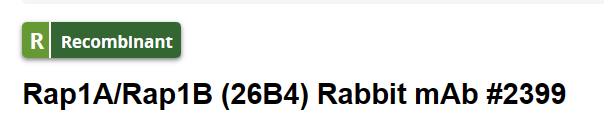 R Recombinant
Rap1A/Rap1B (26B4) Rabbit mAb #2399